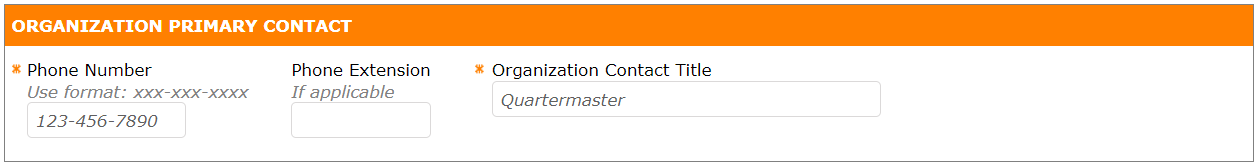 ORGANIZATION PRIMARY CONTACT
* Phone Number
Use format: xxx-xxx-xxxx
123-456-7890
Phone Extension
If applicable
* Organization Contact Title
Quartermaster